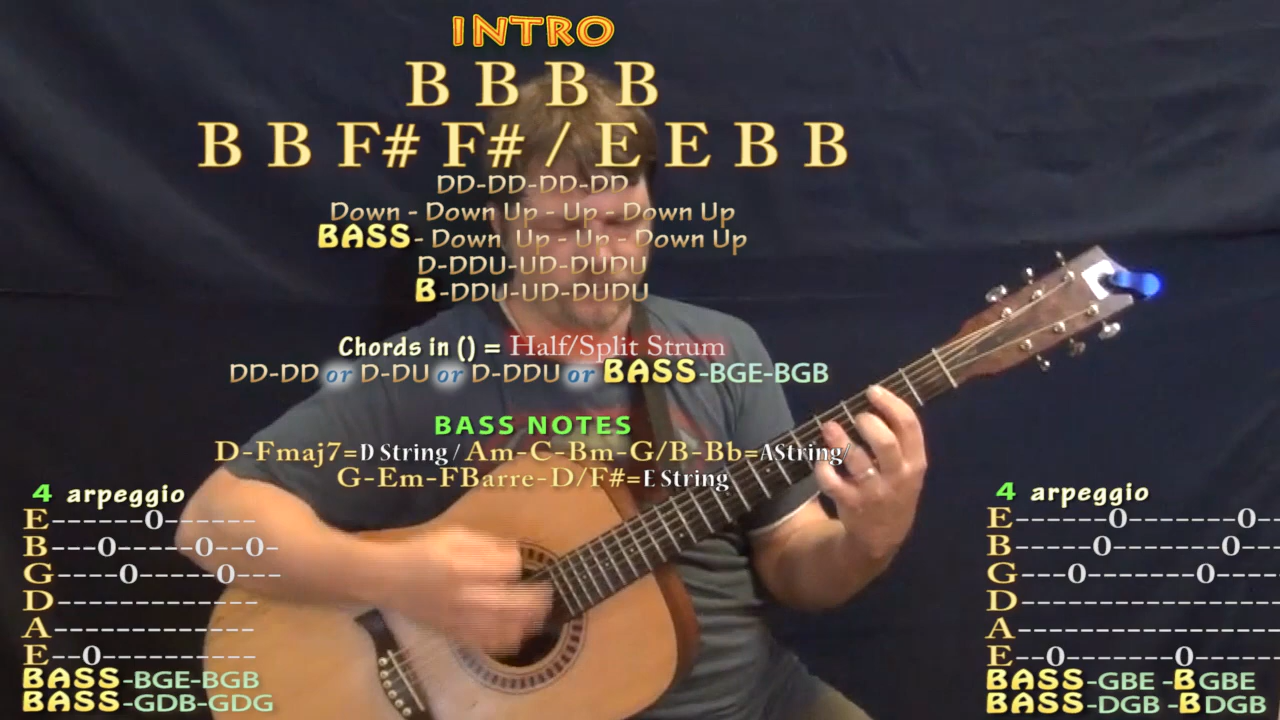 INTRO
B B B B
B B F# F# / E E B B
DD-DD-DD-DD
Down - Down Up - Up - Down Up
BASS - Down Up - Up - Down Up
D-DDU-UD-DUDU
B-DDU-UD-DUDU
Chords in () = Half/Split Strum
DD-DD or D-DU or D-DDU or BASS-BGE-BGB
BASS NOTES
D-Fmaj7=D String / Am-C-Bm-G/B-Bb=AString/
G-Em-FBarre-D/F#=E String
4 arpeggio
E------0------
B---0-----0--0-
G----0-----0---
D------------
A------------
E--0----------
BASS-BGE-BGB
BASS-GDB-GDG
4 arpeggio
E------0-------0--
B-----0-------0---
G---0-------0-----
D----------------
A----------------
E--0-------0------
BASS-GBE -BGBE
BASS-DGB -BDGB